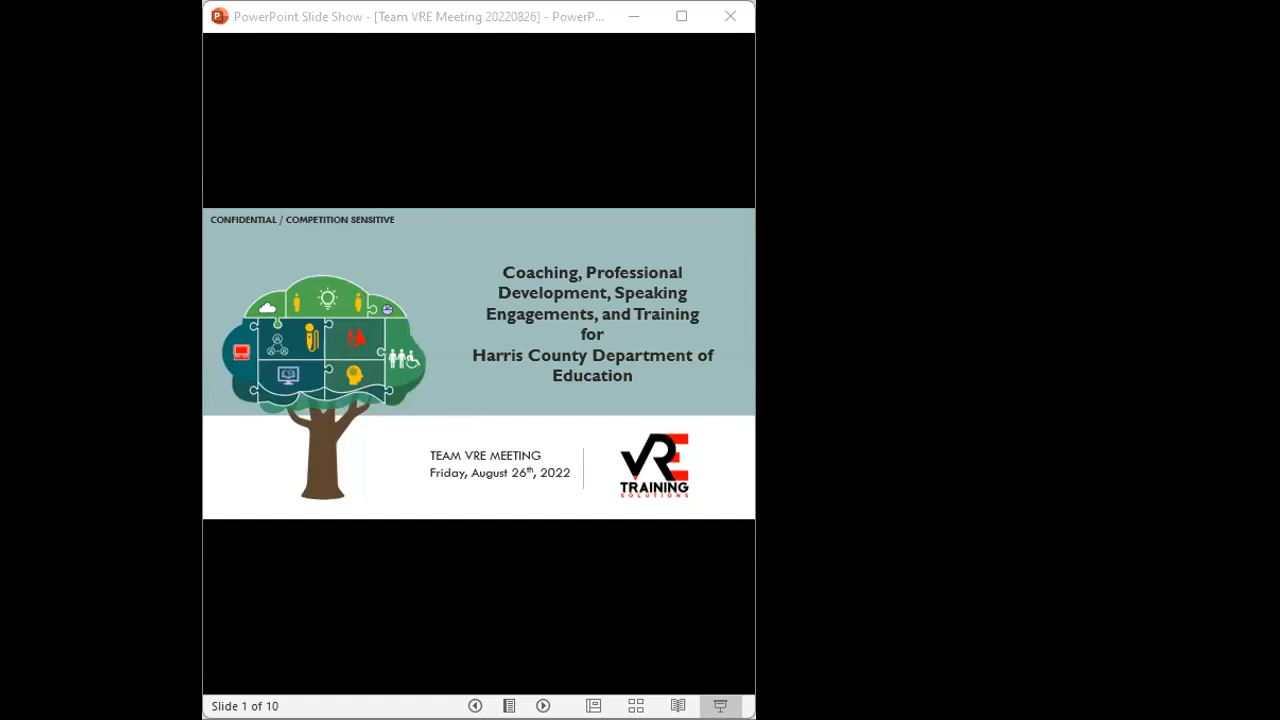 PowerPoint Slide Show - [Team VRE Meeting 20220826] - PowerP...
CONFIDENTIAL / COMPETITION SENSITIVE
Coaching, Professional
Development, Speaking
Engagements, and Training
for
Harris County Department of
Education
TEAM VRE MEETING
Friday, August 26th, 2022
VRE
TRAINING
SOLUTIONS
Slide 1 of 10